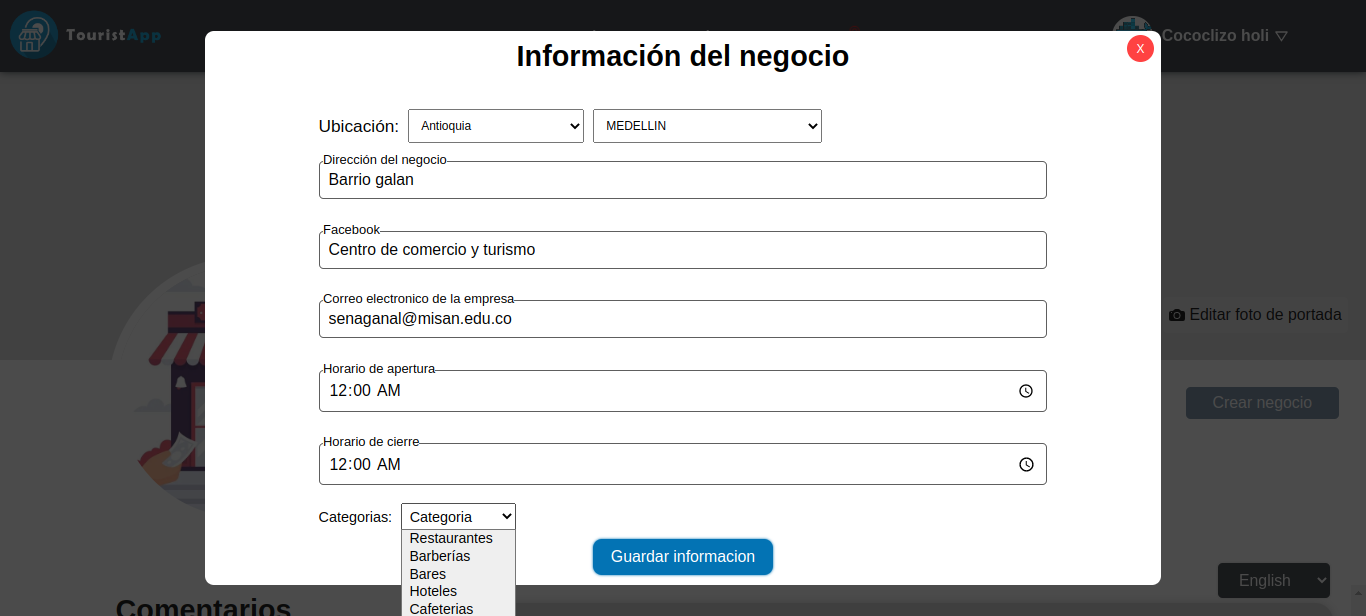 TouristApp
Cococlizo holi
Información del negocio
X
Ubicación:
Antioquia
MEDELLIN
Dirección del negocio
Barrio galan
Facebook
Centro de comercio y turismo
Correo electronico de la empresa
senaganal@misan.edu.co
Editar foto de portada
Horario de apertura
12:00 AM
Crear negocio
Horario de cierre
12:00 AM
Categorias:
Categoria
Restaurantes
Barberías
Bares
Hoteles
Cafeterias
Guardar informacion
English
Comentarios